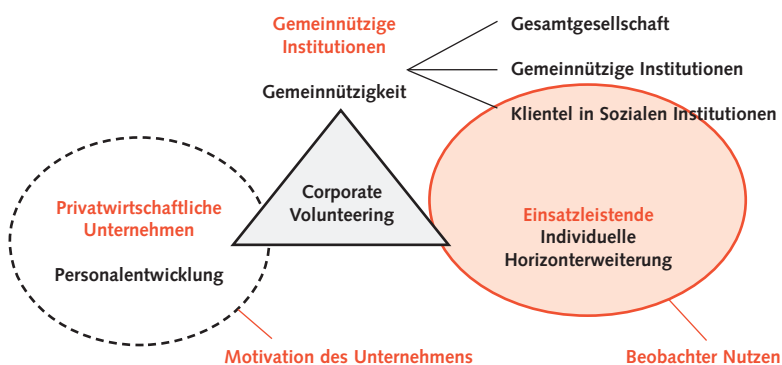 Gemeinnützige
Institutionen
Gemeinnützigkeit
Gesamtgesellschaft
Gemeinnützige Institutionen
Klientel in Sozialen Institutionen
Corporate
Volunteering
Privatwirtschaftliche
Unternehmen
Personalentwicklung
Einsatzleistende
Individuelle
Horizonterweiterung
Motivation des Unternehmens
Beobachter Nutzen